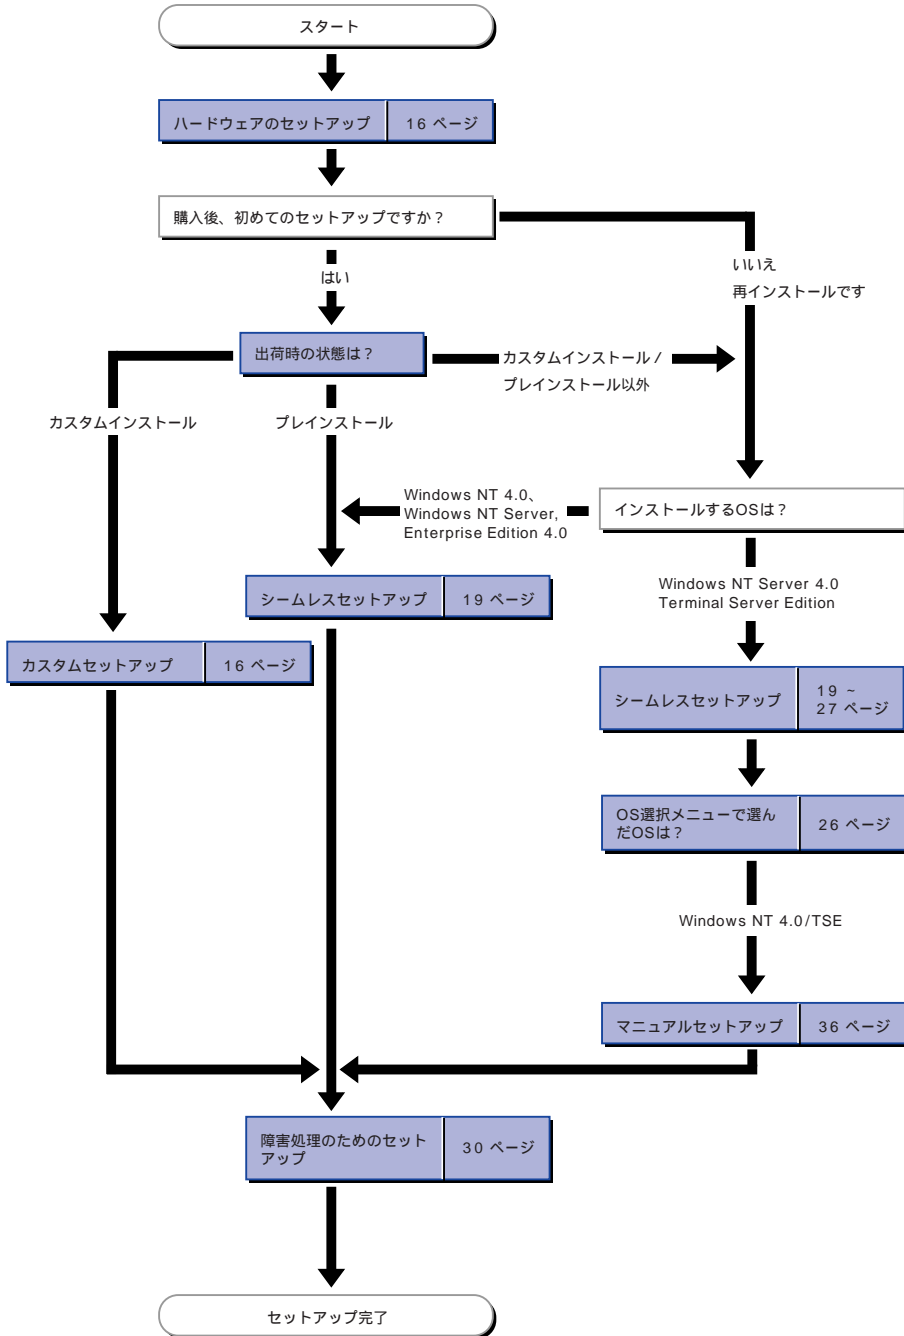 スタート
ハードウェアのセットアップ
16 ページ
購入後、初めてのセットアップですか？
はい
いいえ
再インストールです
出荷時の状態は？
カスタムインストール /
プレインストール以外
カスタムインストール
プレインストール
Windows NT 4.0、
Windows NT Server,
Enterprise Edition 4.0
インストールするOSは？
シームレスセットアップ
19 ページ
Windows NT Server 4.0
Terminal Server Edition
カスタムセットアップ
16 ページ
シームレスセットアップ
19 ~
27 ページ
OS選択メニューで選ん
だOSは？
26 ページ
Windows NT 4.0/TSE
マニュアルセットアップ
36 ページ
障害処理のためのセット
アップ
30 ページ
セットアップ完了